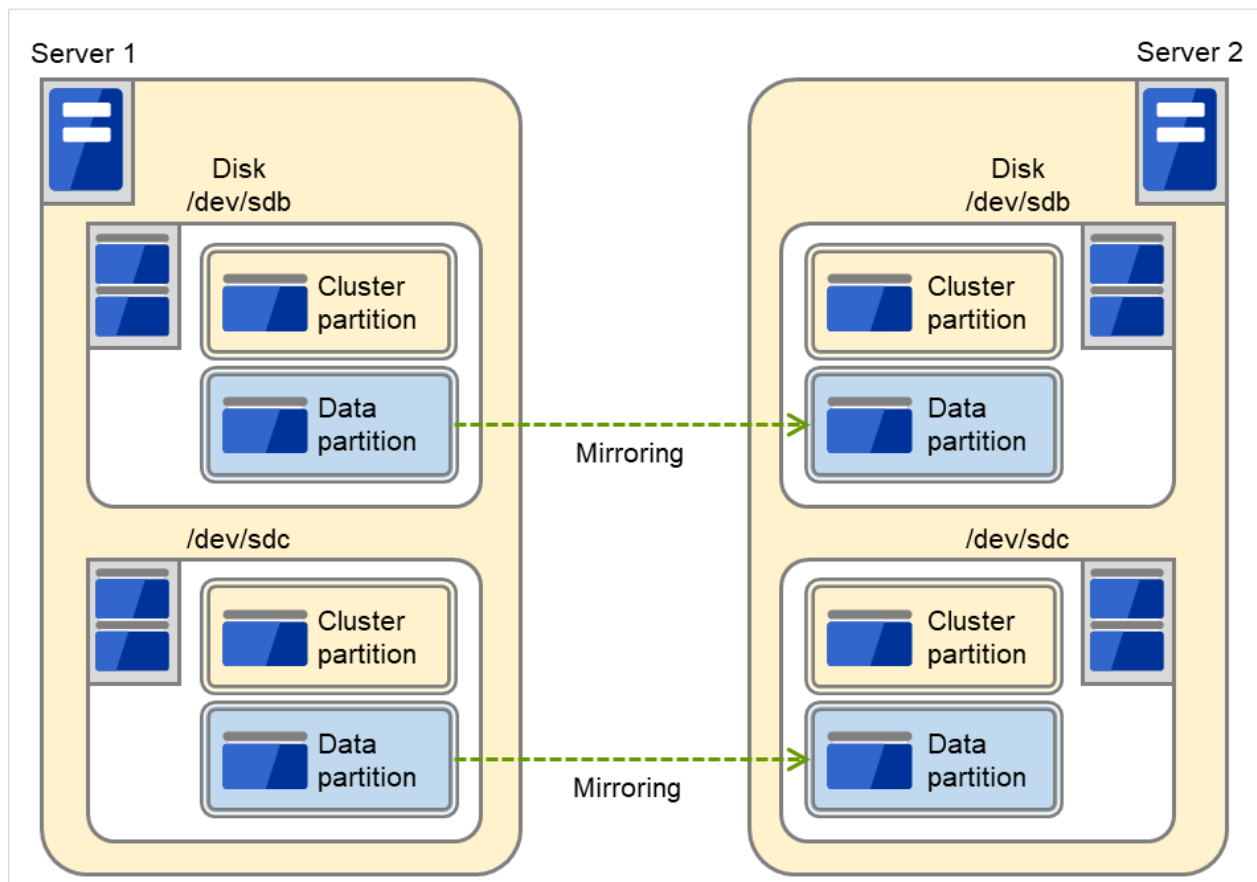 Server 1
Server 2
Disk
/dev/sdb
Disk
/dev/sdb
Cluster
partition
Cluster
partition
Data
partition
Mirroring
Data
partition
/dev/sdc
/dev/sdc
Cluster
partition
Cluster
partition
Data
partition
Mirroring
Data
partition